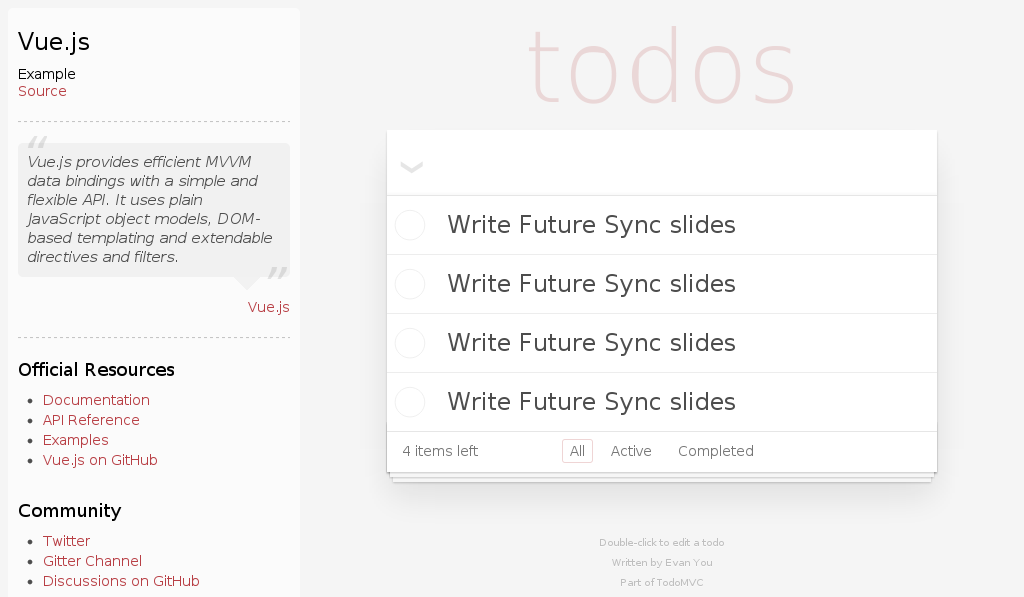 Vue.js
Example
Source
“
Vue.js provides efficient MVVM
data bindings with a simple and
flexible API. It uses plain
JavaScript object models, DOM-
based templating and extendable
directives and filters.
”
Vue.js
Official Resources
• Documentation
• API Reference
• Examples
• Vue.js on GitHub
Community
• Twitter
• Gitter Channel
• Discussions on GitHub
todos
Write Future Sync slides
Write Future Sync slides
Write Future Sync slides
Write Future Sync slides
4 items left All Active Completed
Double-click to edit a todo
Written by Evan You
Part of TodoMVC